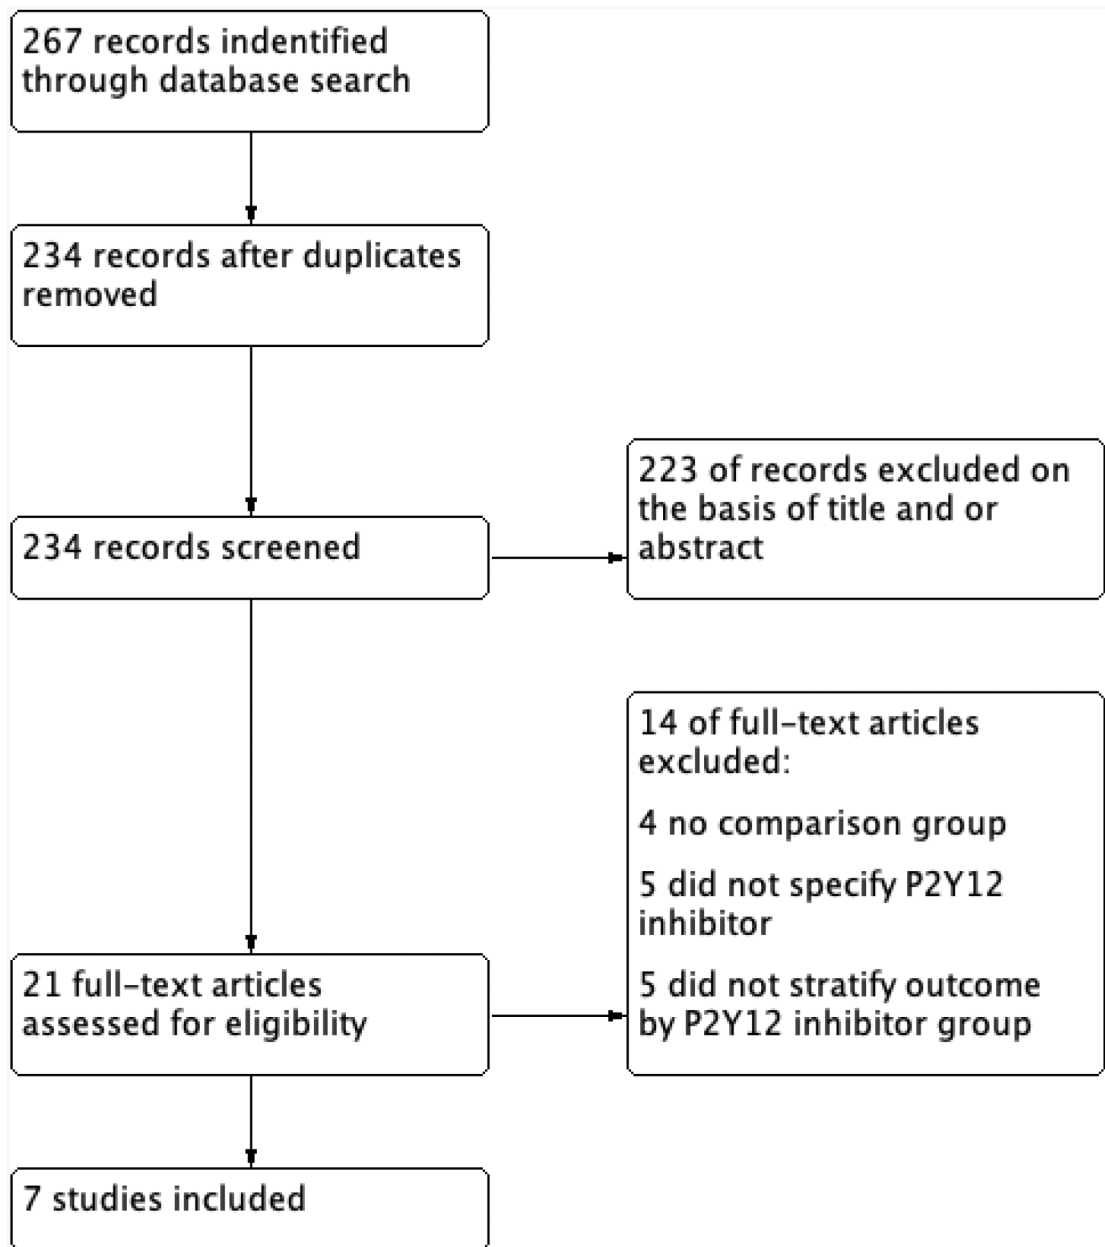 267 records indentified
through database search
234 records after duplicates
removed
234 records screened
223 of records excluded on
the basis of title and or
abstract
14 of full-text articles
excluded:
4 no comparison group
5 did not specify P2Y12
inhibitor
5 did not stratify outcome
by P2Y12 inhibitor group
21 full-text articles
assessed for eligibility
7 studies included